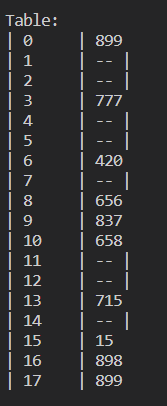 Table:
| 0 | 899
| 1 | -- |
| 2 | -- |
| 3 | 777
| 4 | -- |
| 5 | -- |
| 6 | 420
| 7 | -- |
| 8 | 656
| 9 | 837
| 10 | 658
| 11 | -- |
| 12 | -- |
| 13 | 715
| 14 | -- |
| 15 | 15
| 16 | 898
| 17 | 899